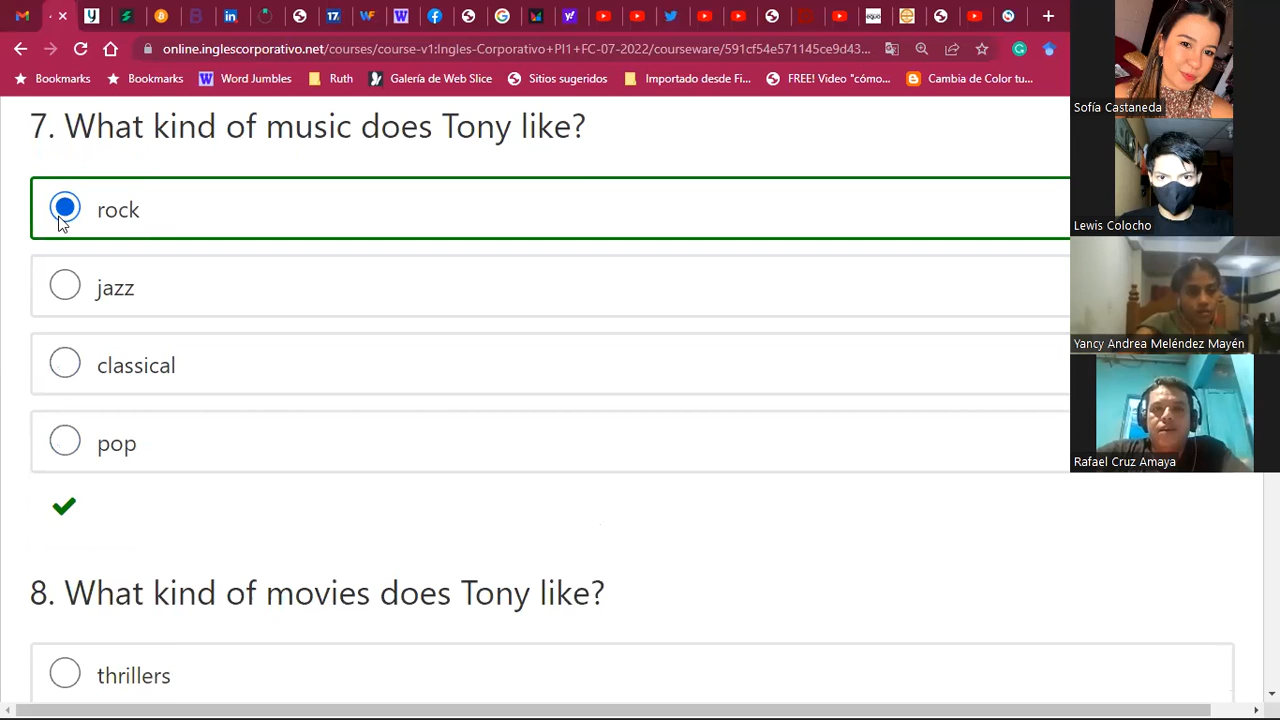 online.inglescorporativo.net/courses/course-v1:Ingles-Corporativo+PI1+FC-07-2022/courseware/591cf54e571145ce9d43...
Bookmarks
Bookmarks
Word Jumbles
Ruth
Galería de Web Slice
Sitios sugeridos
Importado desde Fi...
FREE! Video "cómo...
Cambia de Color tu...
7. What kind of music does Tony like?
rock
jazz
classical
pop
8. What kind of movies does Tony like?
thrillers
Sofía Castaneda
Lewis Colocho
Yancy Andrea Meléndez Mayén
Rafael Cruz Amaya